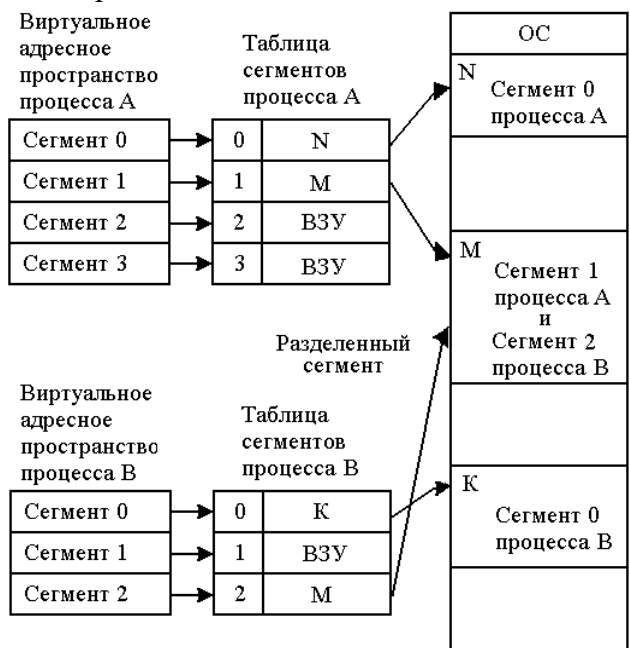 Виртуальное
адресное
пространство
процесса А
Таблица
сегментов
процесса А
Сегмент 0
Сегмент 1
Сегмент 2
Сегмент 3
0 N
1 М
2 ВЗУ
3 ВЗУ
ОС
N
Сегмент 0
процесса А
М
Сегмент 1
процесса А
и
Сегмент 2
процесса В
Разделенный
сегмент
Виртуальное
адресное
пространство
процесса В
Таблица
сегментов
процесса В
Сегмент 0
Сегмент 1
Сегмент 2
0 К
1 ВЗУ
2 М
К
Сегмент 0
процесса В